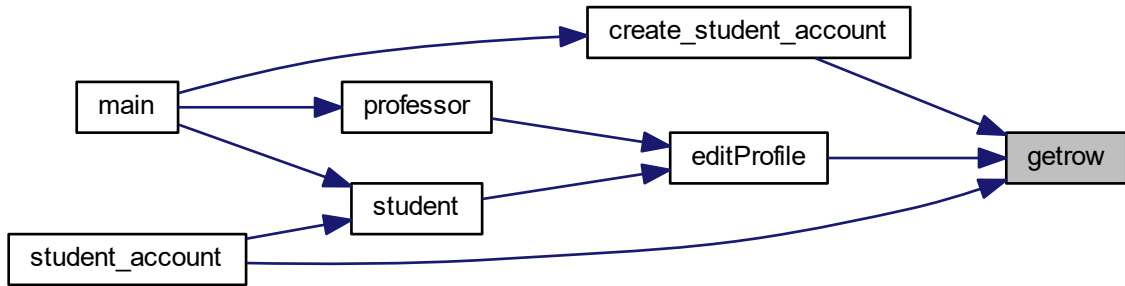 create_student_account
main
professor
editProfile
getrow
student
student_account